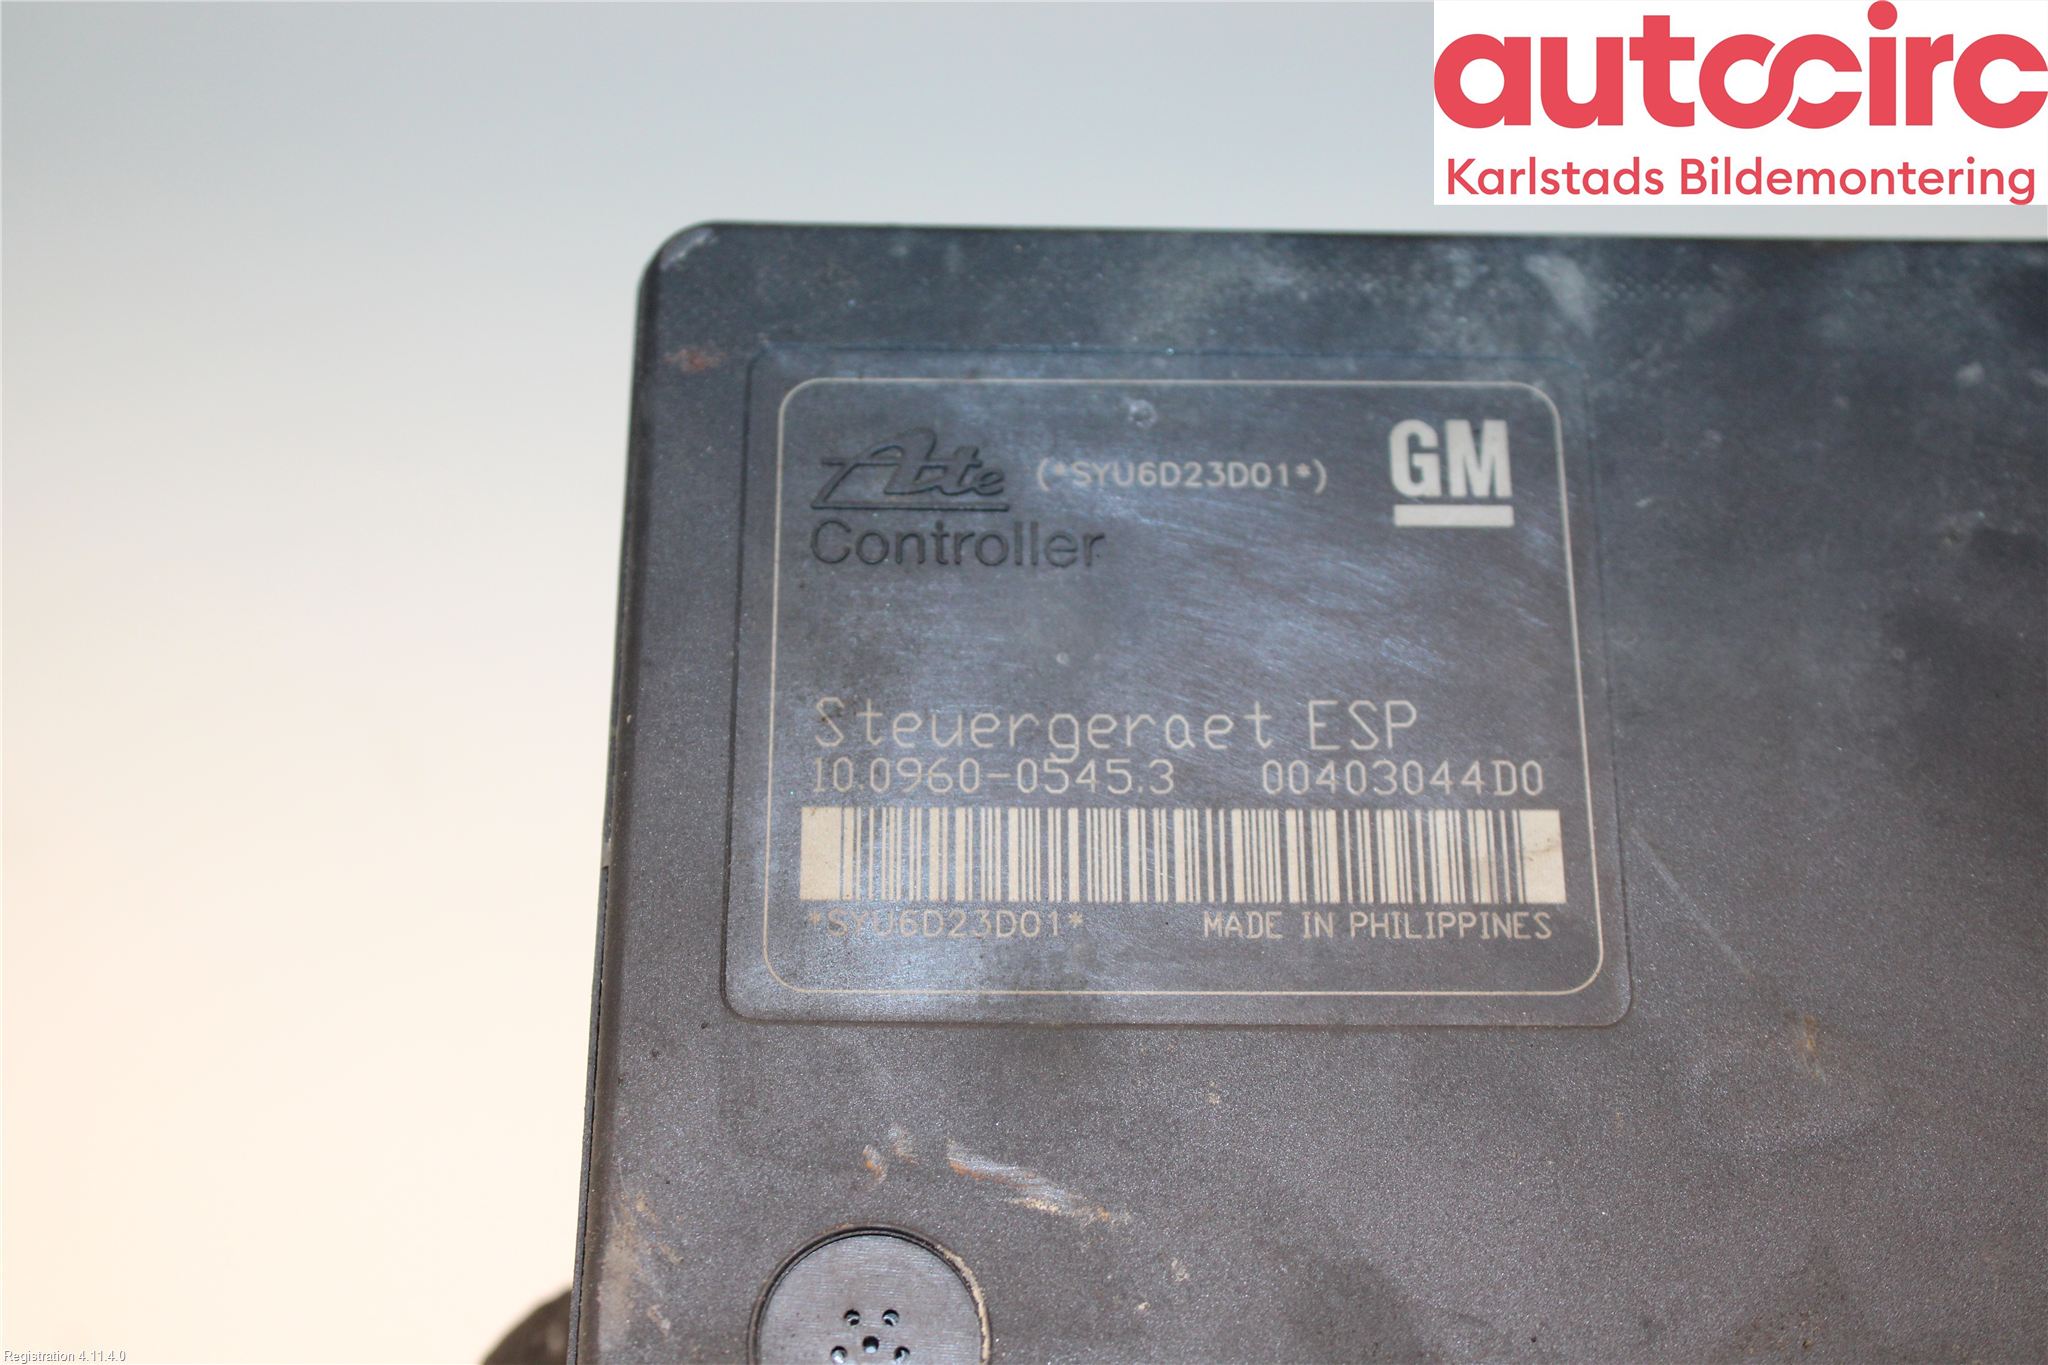 autocirc
Karlstads Bildemontering
Ate (*SYU6D23D01*) GM
Controller
Steuergeraet ESP
10.0960-0545.3 00403044D0
*SYU6D23D01* MADE IN PHILIPPINES
Registration 4.11.4.0